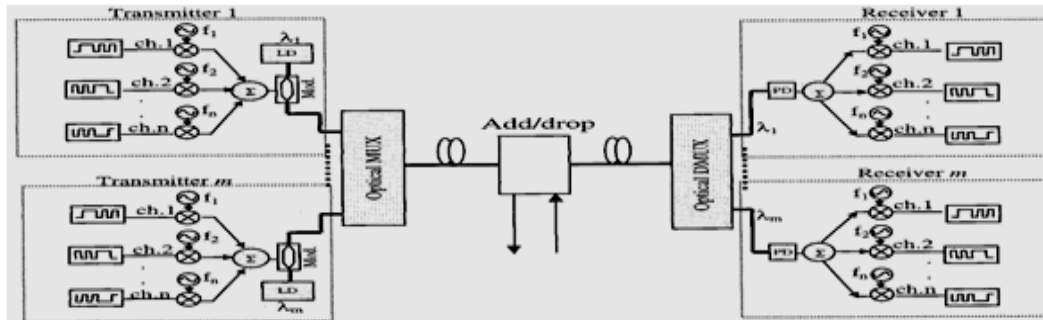 Transmitter 1
f1
ch.1
f2
ch.2
fn
ch.n
Σ
λ1
LD
Mod.
Transmitter m
f1
ch.1
f2
ch.2
fn
ch.n
Σ
Mod.
LD
λm
Optical MUX
Add/drop
Optical DMUX
Receiver 1
λ1
PD
Σ
f1
ch.1
f2
ch.2
fn
ch.n
Receiver m
λm
PD
Σ
f1
ch.1
f2
ch.2
fn
ch.n